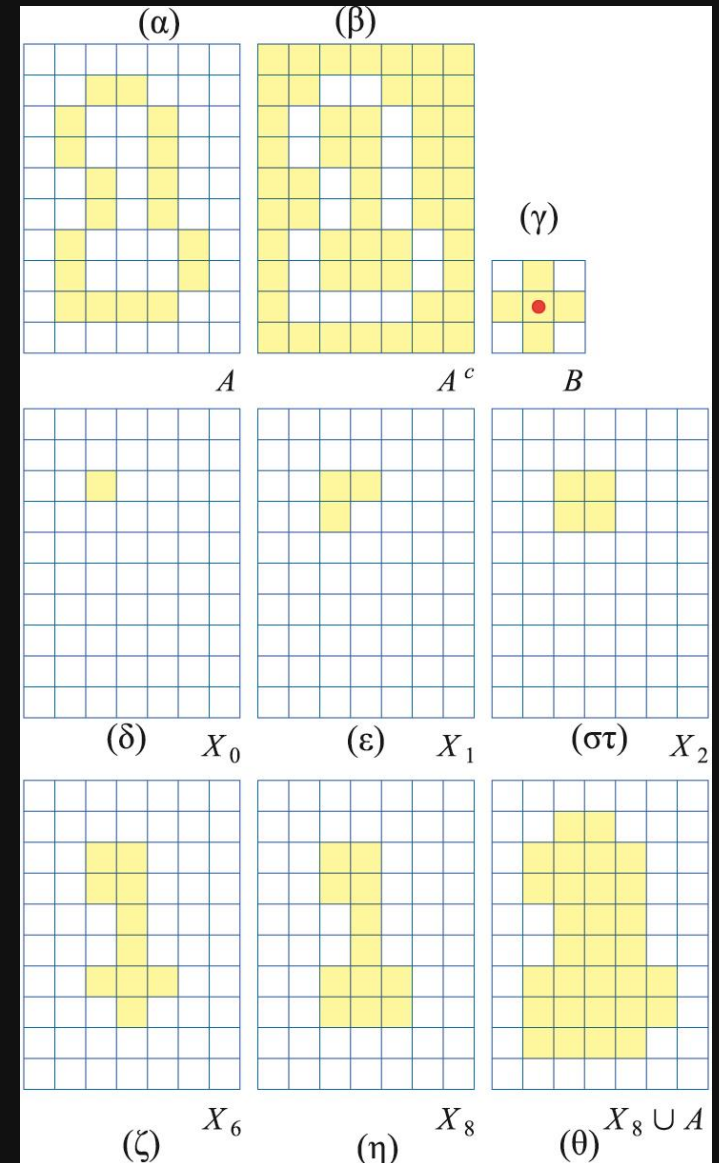 (α) (β)
(γ)
A A^c B
(δ) X_0 (ε) X_1 (στ) X_2
X_6 X_8 X_8 ∪ A
(ζ) (η) (θ)